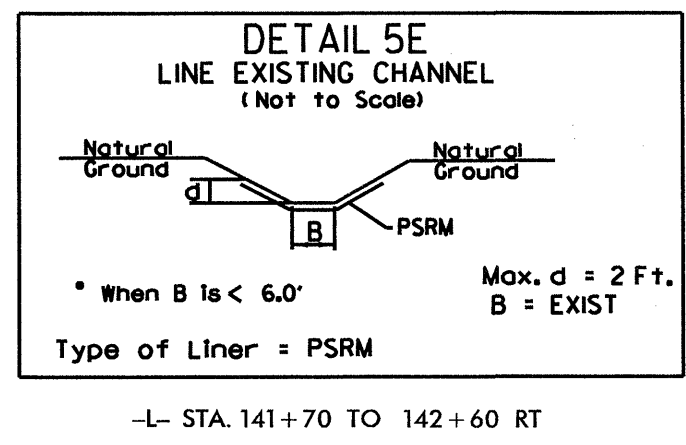 DETAIL 5E
LINE EXISTING CHANNEL
(Not to Scale)
Natural
Ground
Natural
Ground
d
B
PSRM
* When B is < 6.0'
Max. d = 2 Ft.
B = EXIST
Type of Liner = PSRM
-L- STA. 141+70 TO 142+60 RT